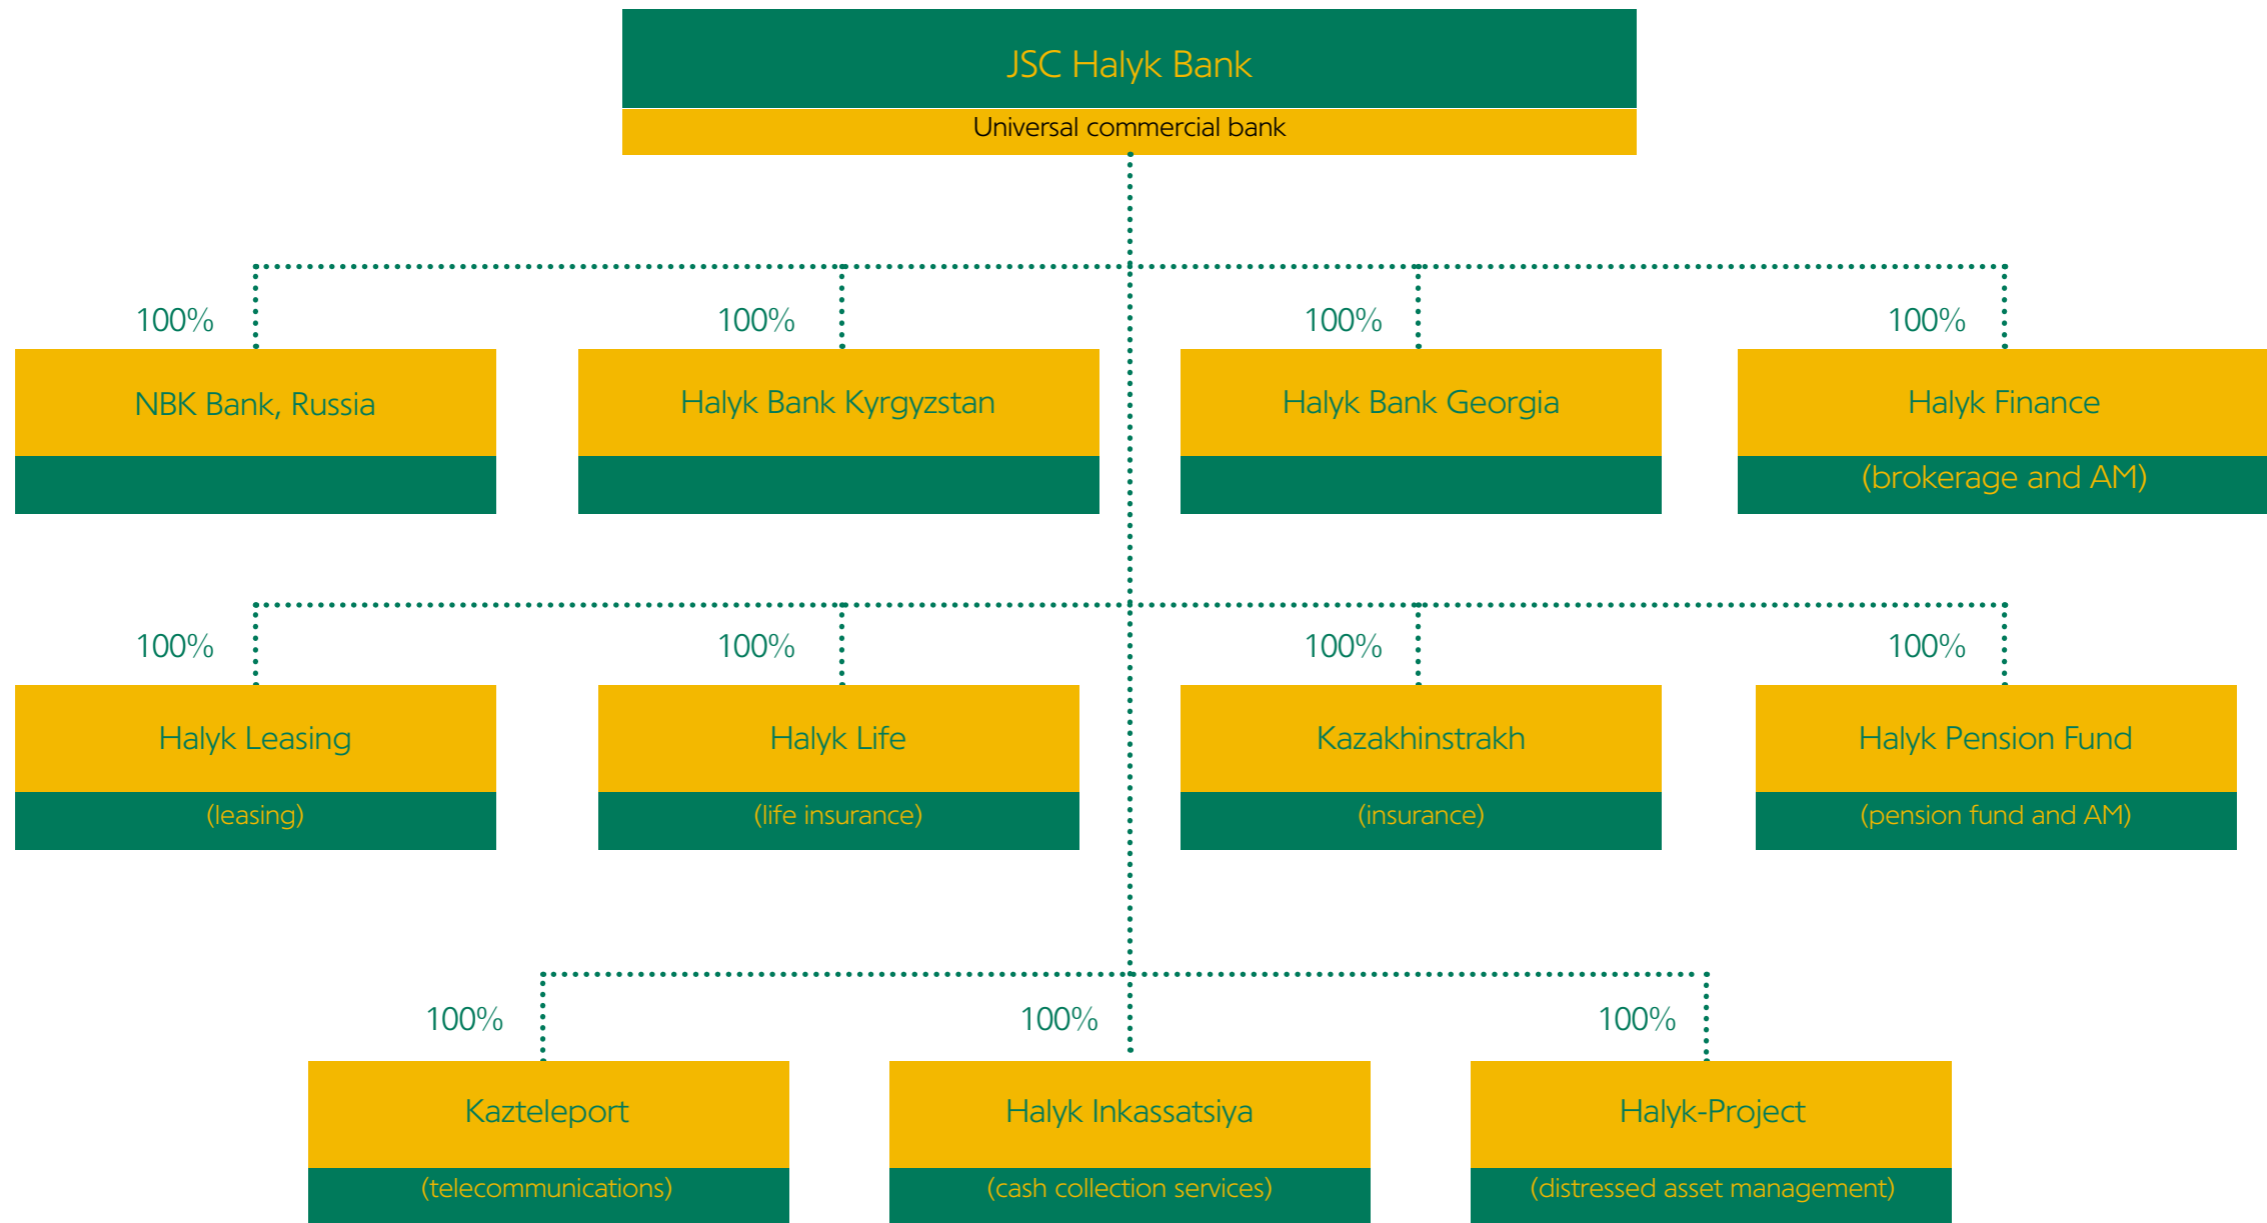 JSC Halyk Bank
Universal commercial bank
100%
100%
100%
100%
NBK Bank, Russia
Halyk Bank Kyrgyzstan
Halyk Bank Georgia
Halyk Finance
(brokerage and AM)
100%
100%
100%
100%
Halyk Leasing
Halyk Life
Kazakhinstrakh
Halyk Pension Fund
(leasing)
(life insurance)
(insurance)
(pension fund and AM)
100%
100%
100%
Kazteleport
Halyk Inkassatsiya
Halyk-Project
(telecommunications)
(cash collection services)
(distressed asset management)